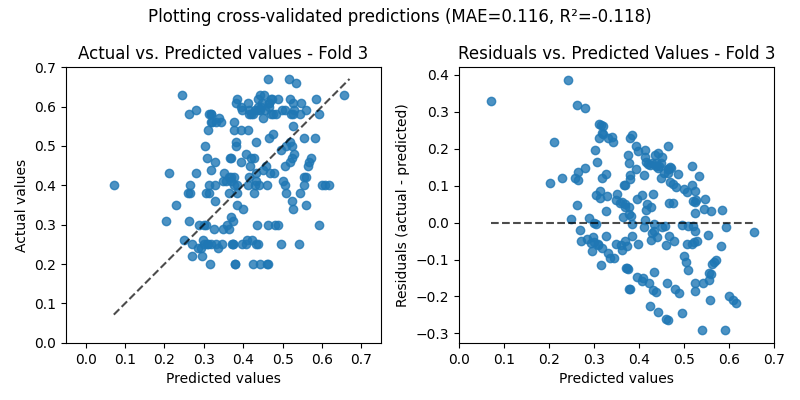 Plotting cross-validated predictions (MAE=0.116, R²=-0.118)
Actual vs. Predicted values - Fold 3
Actual values
0.7
0.6
0.5
0.4
0.3
0.2
0.1
0.0
0.0 0.1 0.2 0.3 0.4 0.5 0.6 0.7
Predicted values
Residuals vs. Predicted Values - Fold 3
Residuals (actual - predicted)
0.4
0.3
0.2
0.1
0.0
−0.1
−0.2
−0.3
0.0 0.1 0.2 0.3 0.4 0.5 0.6 0.7
Predicted values